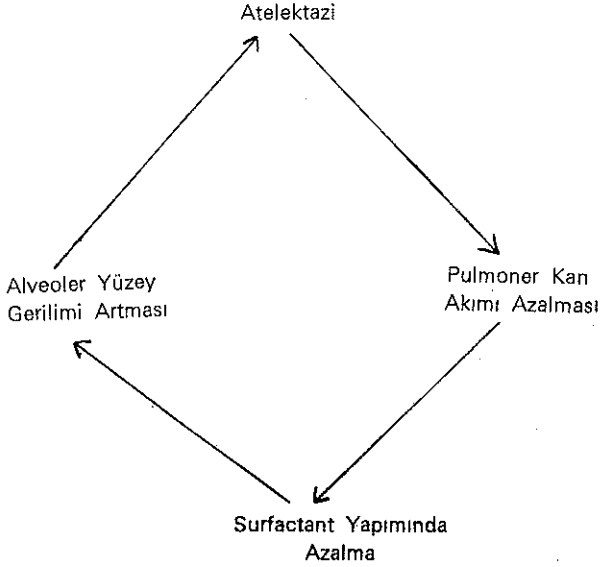 Atelektazi
Alveoler Yüzey
Gerilimi Artması
Pulmoner Kan
Akımı Azalması
Surfactant Yapımında
Azalma